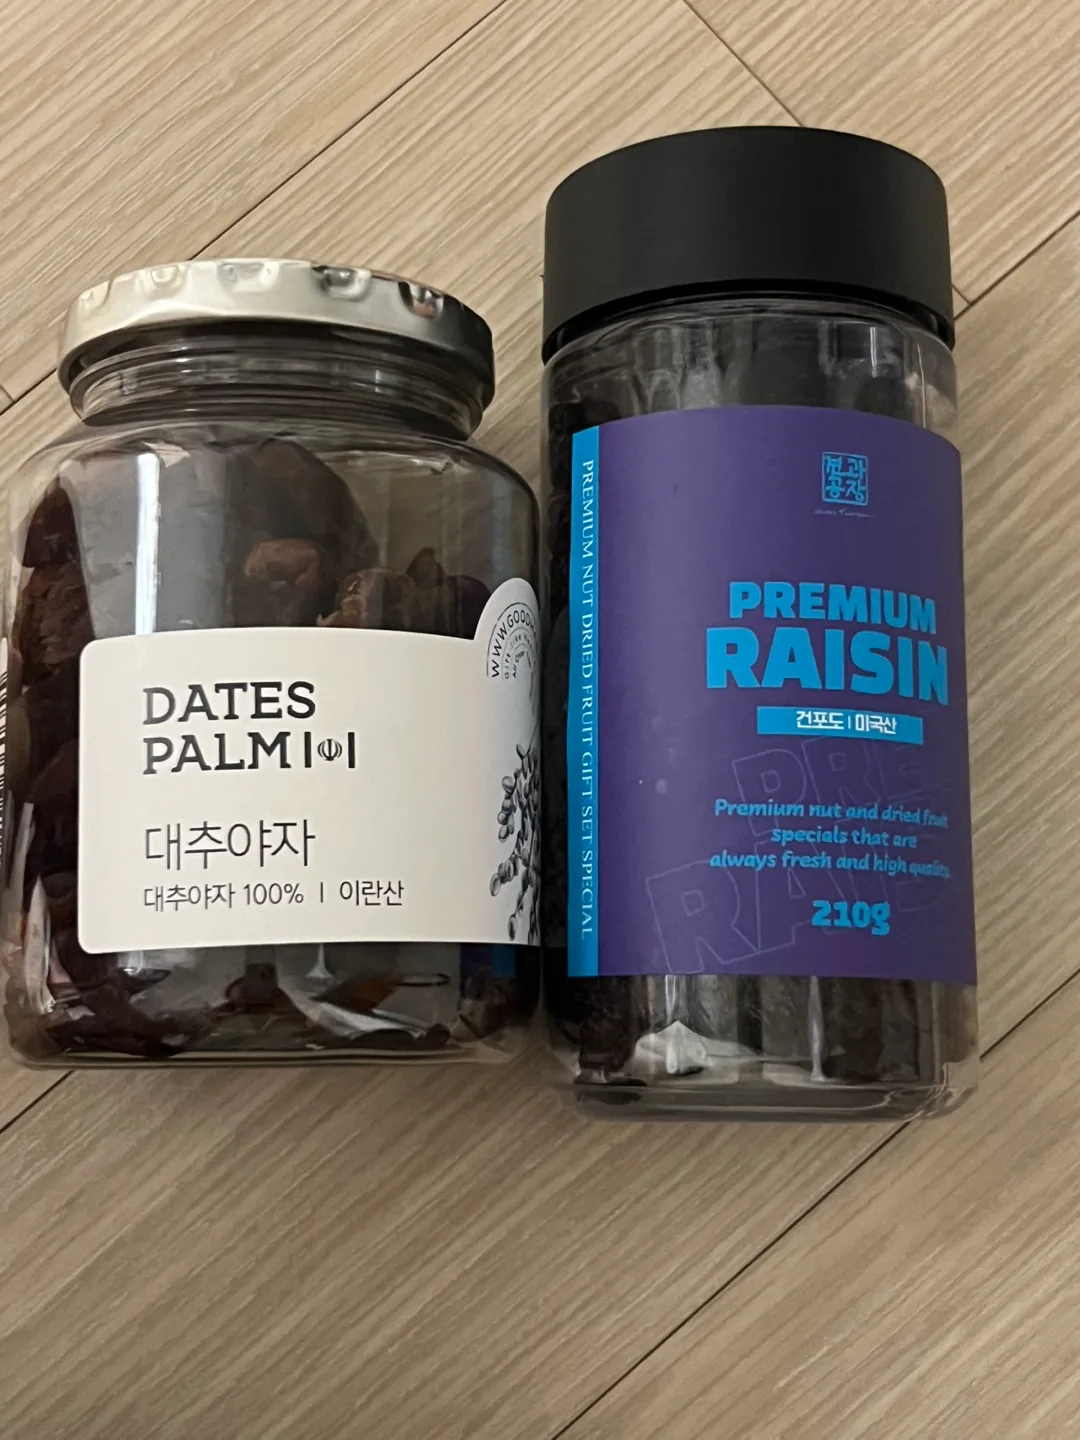 DATES
PALM
대추야자
대추야자 100% | 이란산
WWW.GOOD
PREMIUM NUT DRIED FRUIT GIFT SET SPECIAL
견과
공장
PREMIUM
RAISIN
건포도 | 미국산
Premium nut and dried fruit
specials that are
always fresh and high quality.
210g